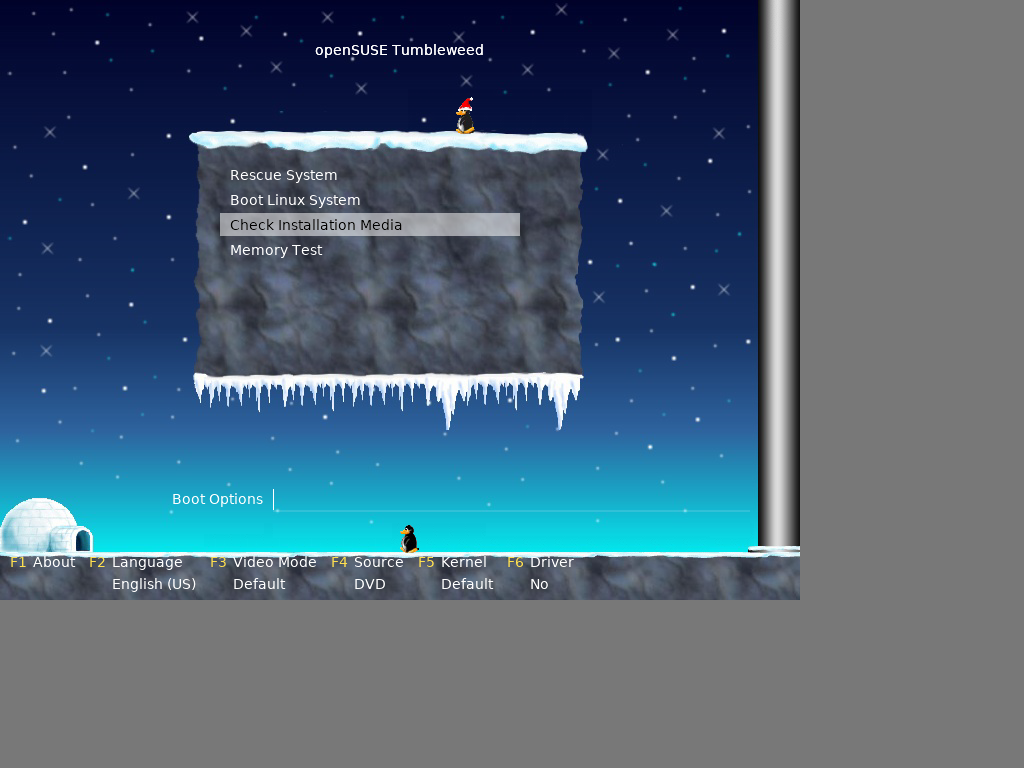 openSUSE Tumbleweed
Rescue System
Boot Linux System
Check Installation Media
Memory Test
Boot Options
F1 About F2 Language F3 Video Mode F4 Source F5 Kernel F6 Driver
English (US) Default DVD Default No